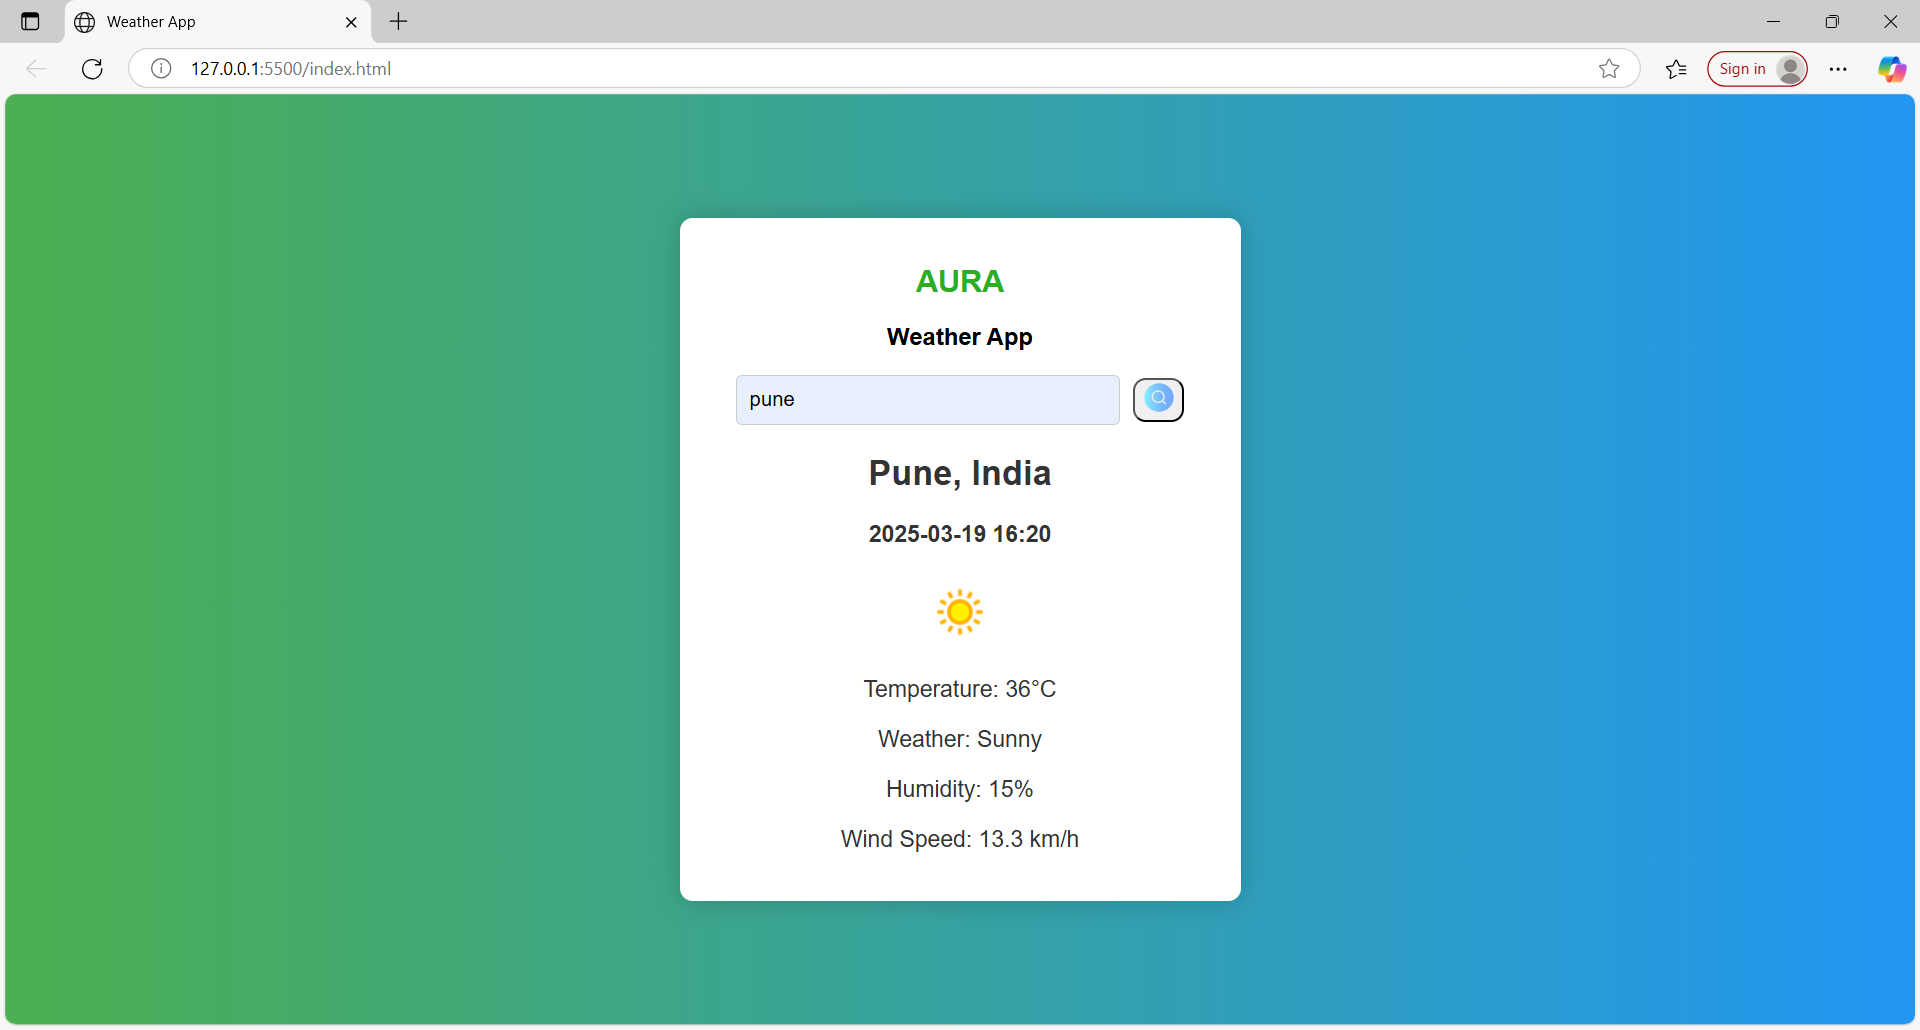 Weather App
127.0.0.1:5500/index.html
Sign in
AURA
Weather App
pune
Pune, India
2025-03-19 16:20
Temperature: 36°C
Weather: Sunny
Humidity: 15%
Wind Speed: 13.3 km/h